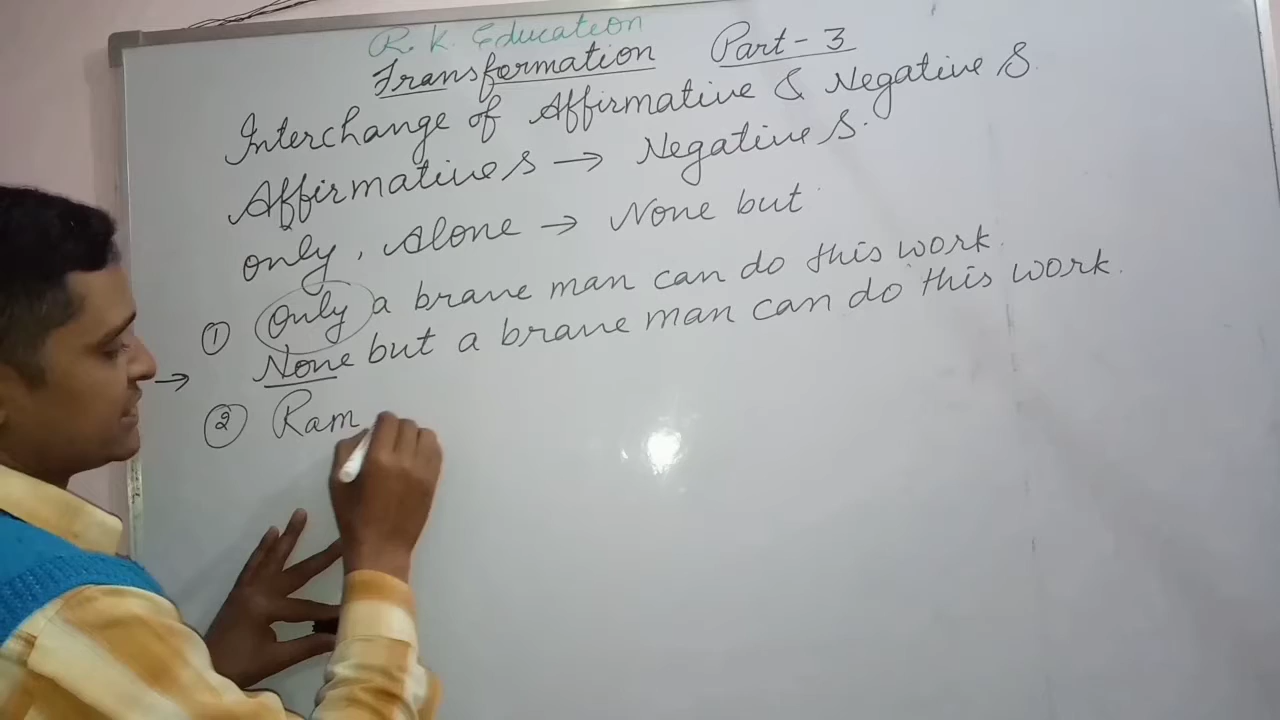 R. K. Education
Transformation Part-3
Interchange of Affirmative & Negative S
Affirmative S → Negative S.
only, Alone → None but
① Only a brave man can do this work.
→ None but a brave man can do this work.
② Ram